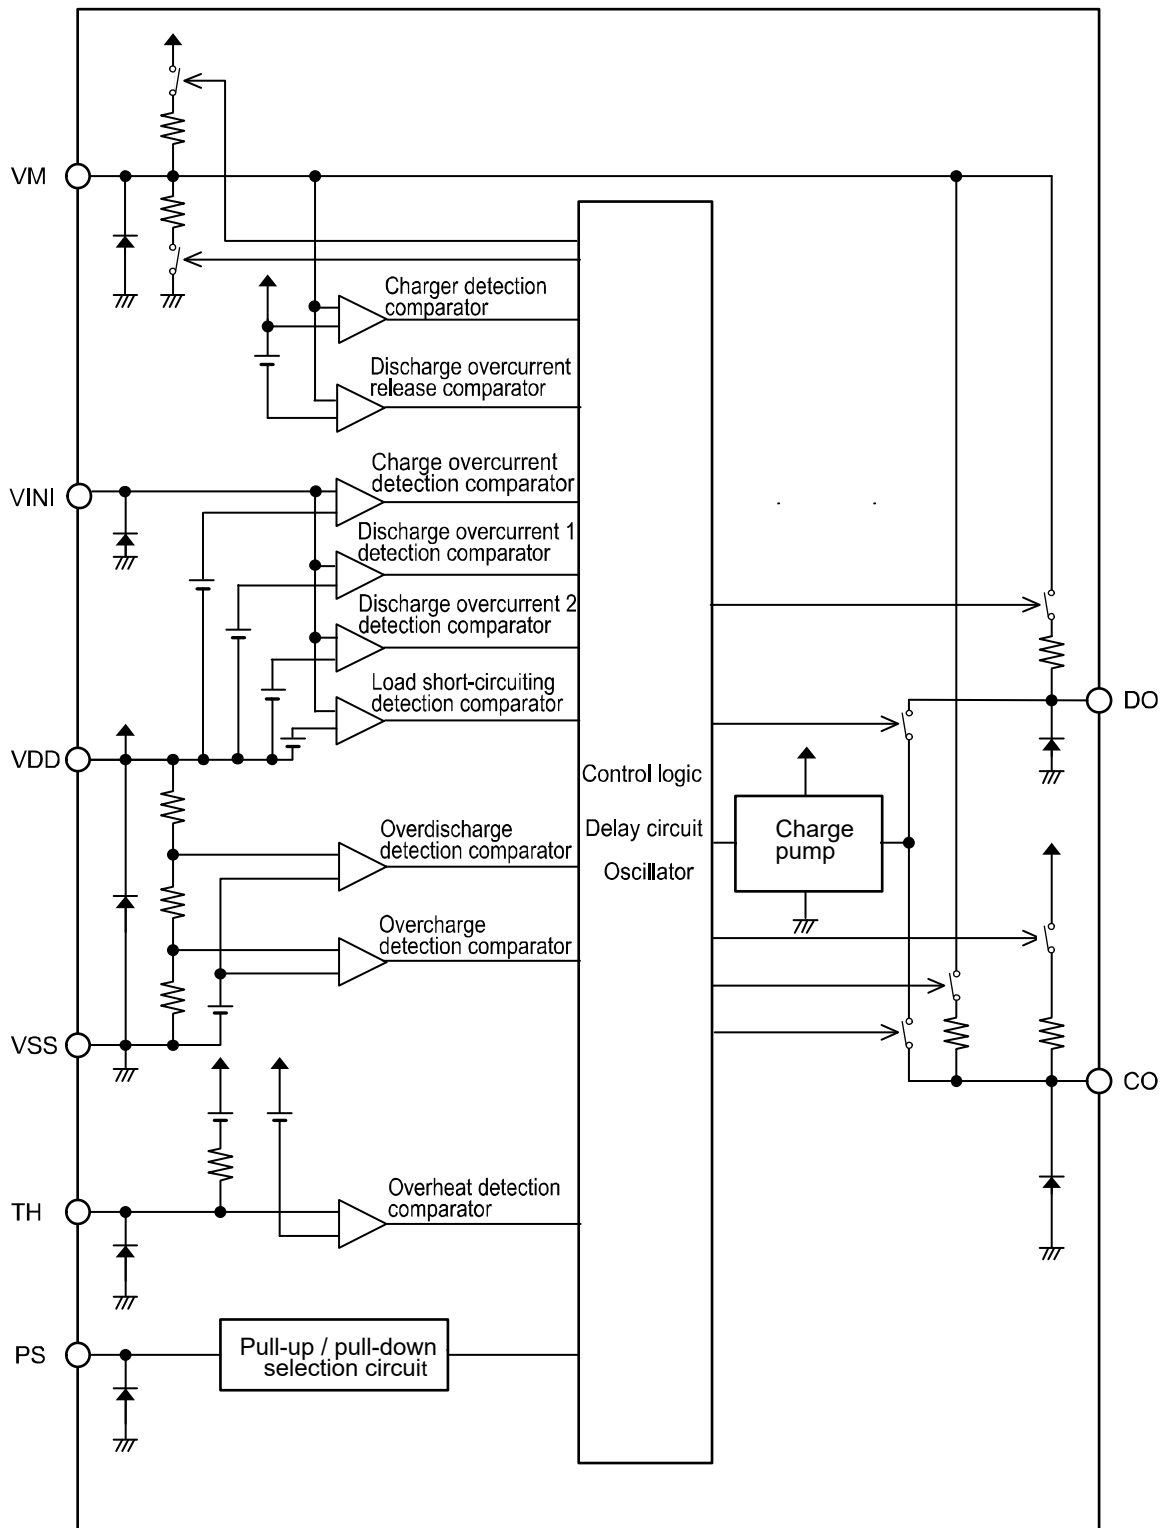 VM
Charger detection
comparator
Discharge overcurrent
release comparator
Charge overcurrent
detection comparator
VINI
Discharge overcurrent 1
detection comparator
Discharge overcurrent 2
detection comparator
Load short-circuiting
detection comparator
DO
VDD
Control logic
Delay circuit
Oscillator
Charge
pump
Overdischarge
detection comparator
Overcharge
detection comparator
VSS
CO
Overheat detection
comparator
TH
PS
Pull-up / pull-down
selection circuit